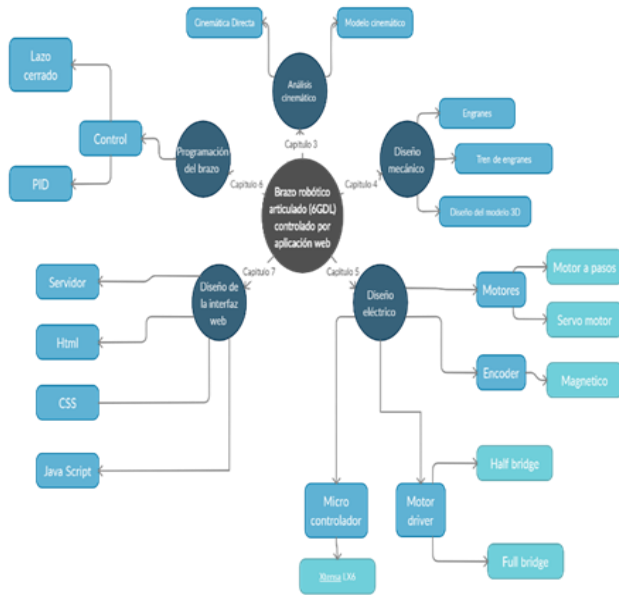 Cinemática Directa
Modelo cinemático
Análisis
cinemático
Capítulo 3
Lazo
cerrado
Control
PID
Programación
del brazo
Capítulo 6
Engranes
Tren de engranes
Diseño del modelo 3D
Diseño
mecánico
Capítulo 4
Brazo robótico
articulado (6GDL)
controlado por
aplicación web
Capítulo 7
Capítulo 5
Servidor
Html
CSS
Java Script
Diseño de
la interfaz
web
Diseño
eléctrico
Motores
Motor a pasos
Servo motor
Encoder
Magnetico
Half bridge
Micro
controlador
Motor
driver
Full bridge
LX6